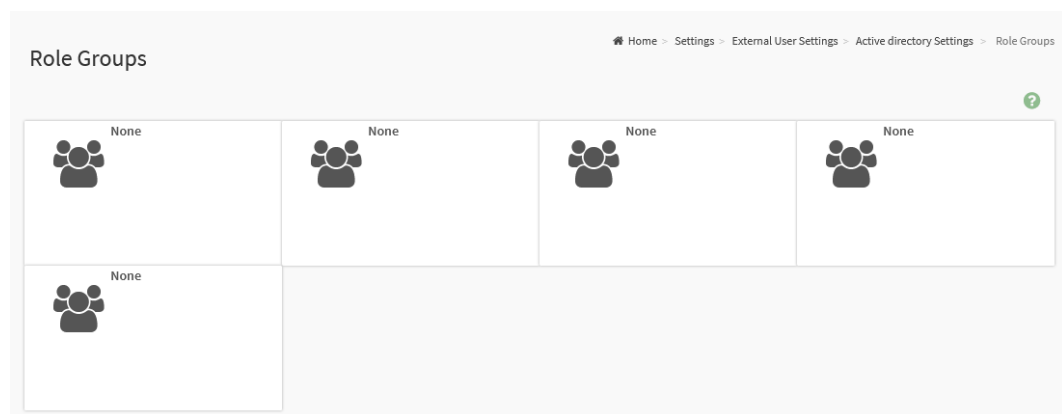 Home > Settings > External User Settings > Active directory Settings > Role Groups
Role Groups
?
None
None
None
None
None